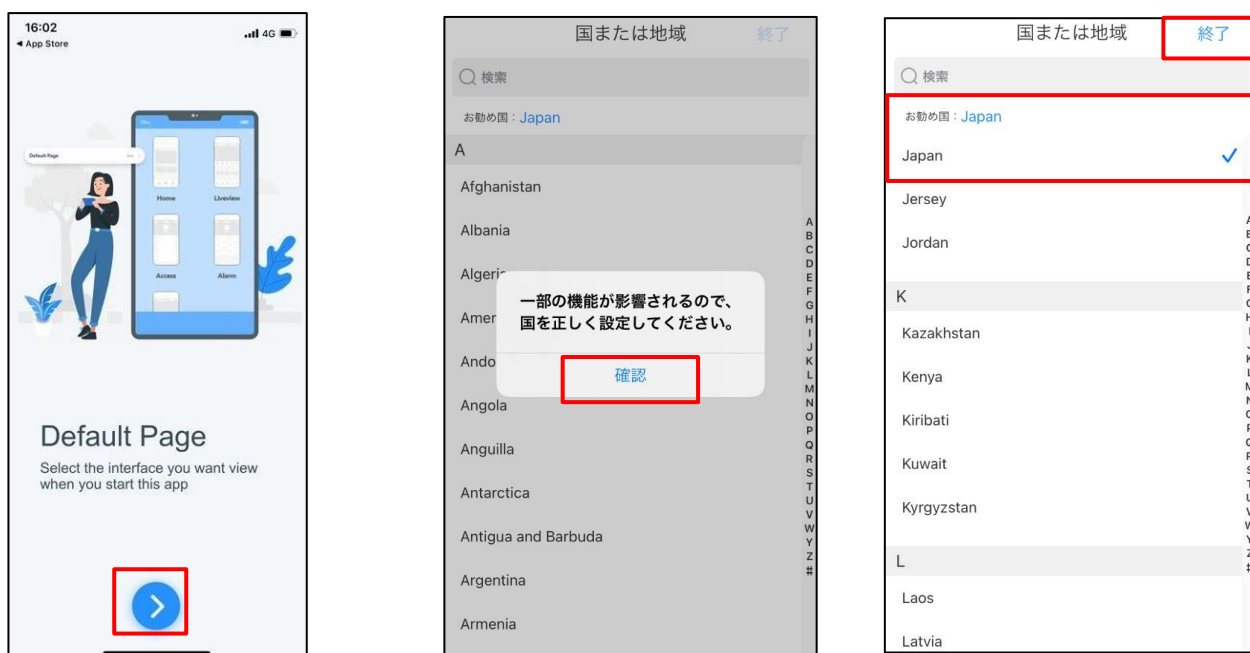 16:02
4G
◀ App Store
Default Page
Home
Liveview
Access
Alarm
Default Page
Select the interface you want view
when you start this app
国または地域
終了
検索
お勧め国：Japan
A
Afghanistan
Albania
Algeri
Amer
Ando
Angola
Anguilla
Antarctica
Antigua and Barbuda
Argentina
Armenia
一部の機能が影響されるので、
国を正しく設定してください。
確認
A
B
C
D
E
F
G
H
I
J
K
L
M
N
O
P
Q
R
S
T
U
V
W
Y
Z
#
国または地域
終了
検索
お勧め国：Japan
Japan
Jersey
Jordan
K
Kazakhstan
Kenya
Kiribati
Kuwait
Kyrgyzstan
L
Laos
Latvia